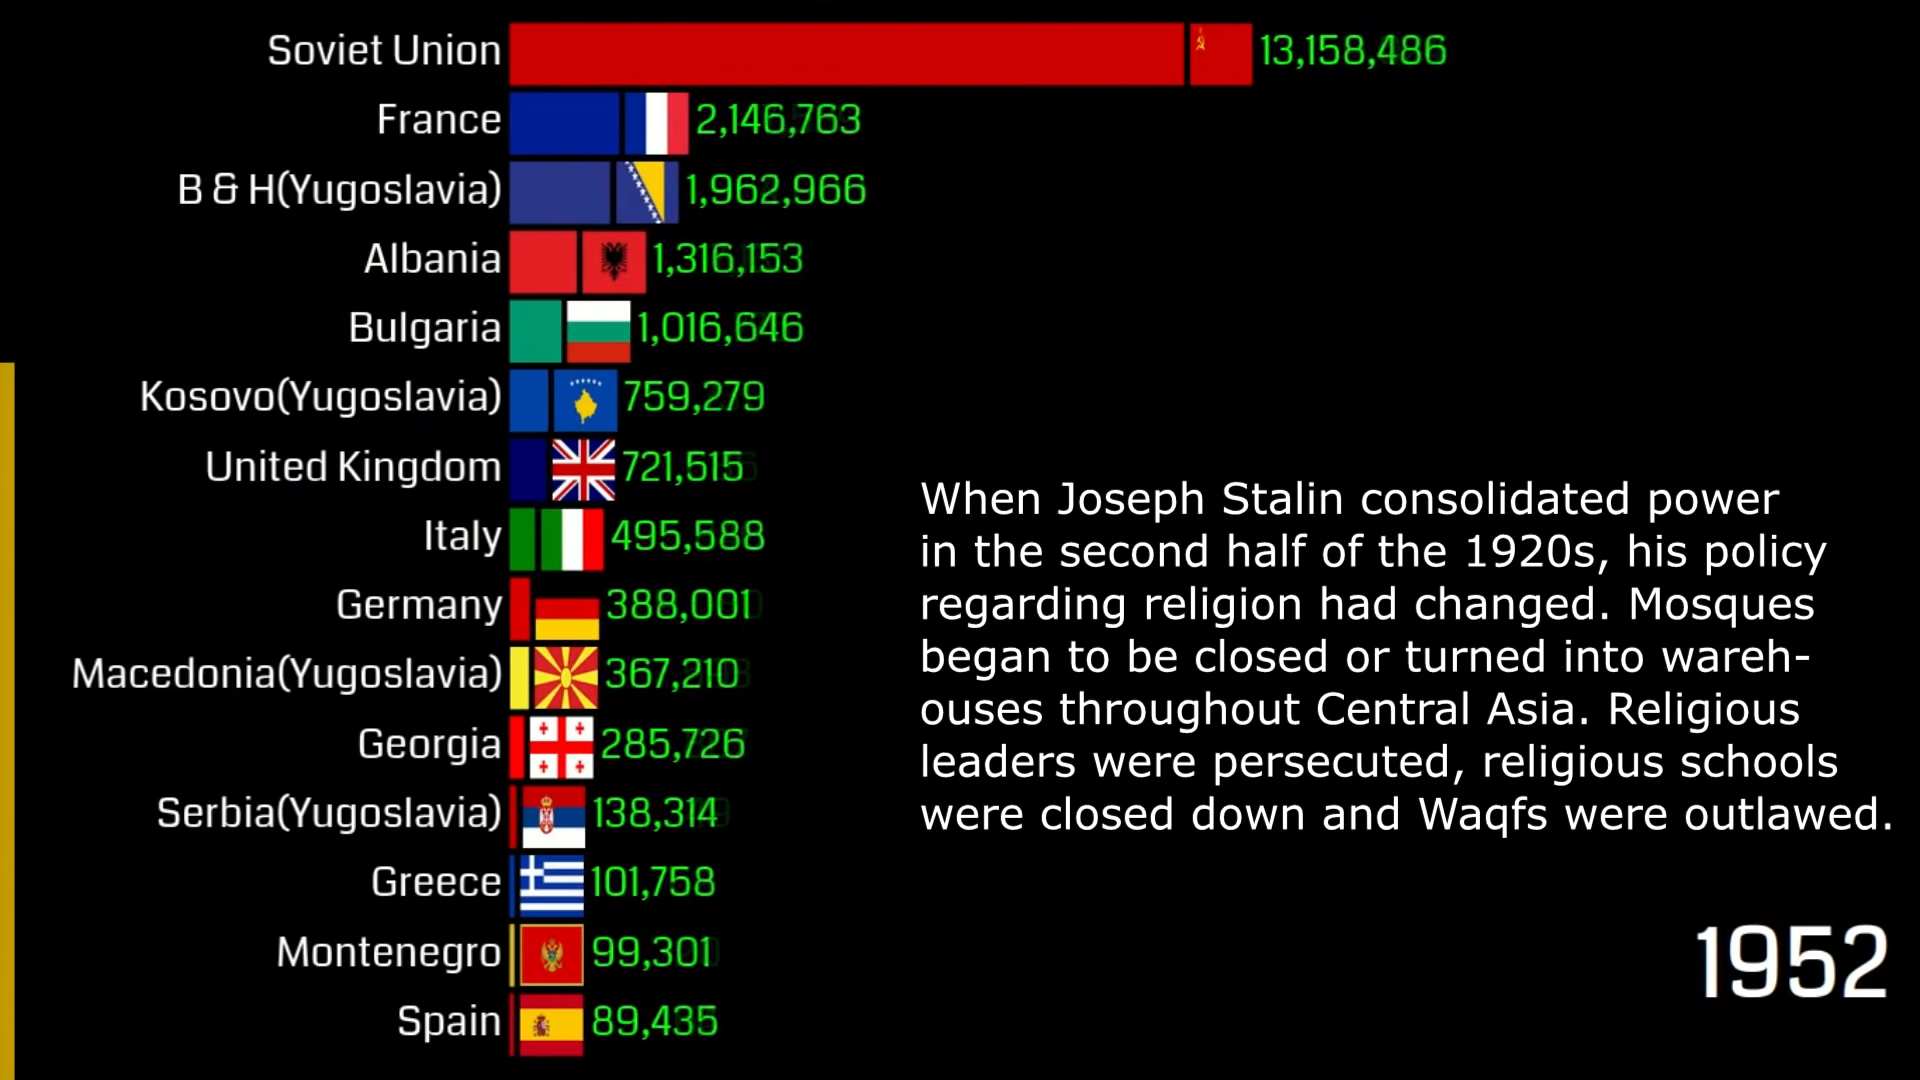 Soviet Union 13,158,486
France 2,146,763
B & H(Yugoslavia) 1,962,966
Albania 1,316,153
Bulgaria 1,016,646
Kosovo(Yugoslavia) 759,279
United Kingdom 721,515
Italy 495,588
Germany 388,001
Macedonia(Yugoslavia) 367,210
Georgia 285,726
Serbia(Yugoslavia) 138,314
Greece 101,758
Montenegro 99,301
Spain 89,435
When Joseph Stalin consolidated power
in the second half of the 1920s, his policy
regarding religion had changed. Mosques
began to be closed or turned into wareh-
ouses throughout Central Asia. Religious
leaders were persecuted, religious schools
were closed down and Waqfs were outlawed.
1952